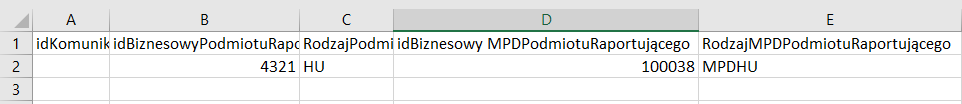 A B C D E
1 idKomunik idBiznesowyPodmiotuRapo RodzajPodmi idBiznesowy MPDPodmiotuRaportującego RodzajMPDPodmiotuRaportującego
2 4321 HU 100038 MPDHU
3